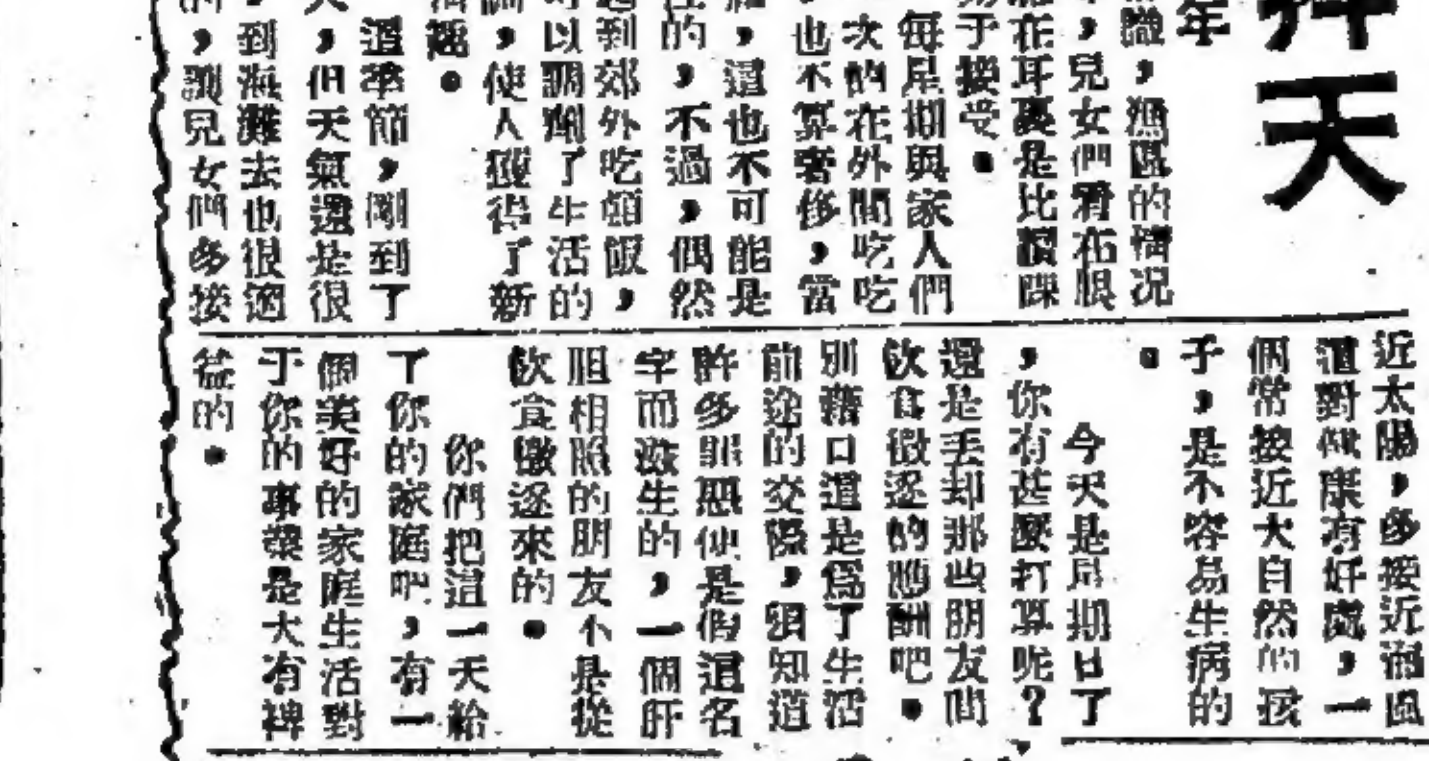 天
年
識，漁區的情況
，兒女們看在眼
在耳裏是比較深
于接受。
每星期與家人們
次的在外間吃吃
也不算奢侈，當
，這也不可能是
的，不過，偶然
到郊外吃頓飯，
以調劑了生活的
，使人獲得了新
。
這季節，剛到了
，但天氣還是很
到海灘去也很適
，讓兒女們多接
近太陽，多接近海風
這對健康有好處，一
個常接近大自然的孩
子，是不容易生病的
。
今天是星期日了
，你有甚麼打算呢？
還是丢却那些朋友間
飲食徵逐的應酬吧。
別藉口這是爲了生活
前途的交際，須知道
許多罪惡便是假這名
字而滋生的，一個肝
胆相照的朋友不是從
飲食徵逐來的。
你們把這一天給
了你的家庭吧，有一
個美好的家庭生活對
于你的事業是大有裨
益的。